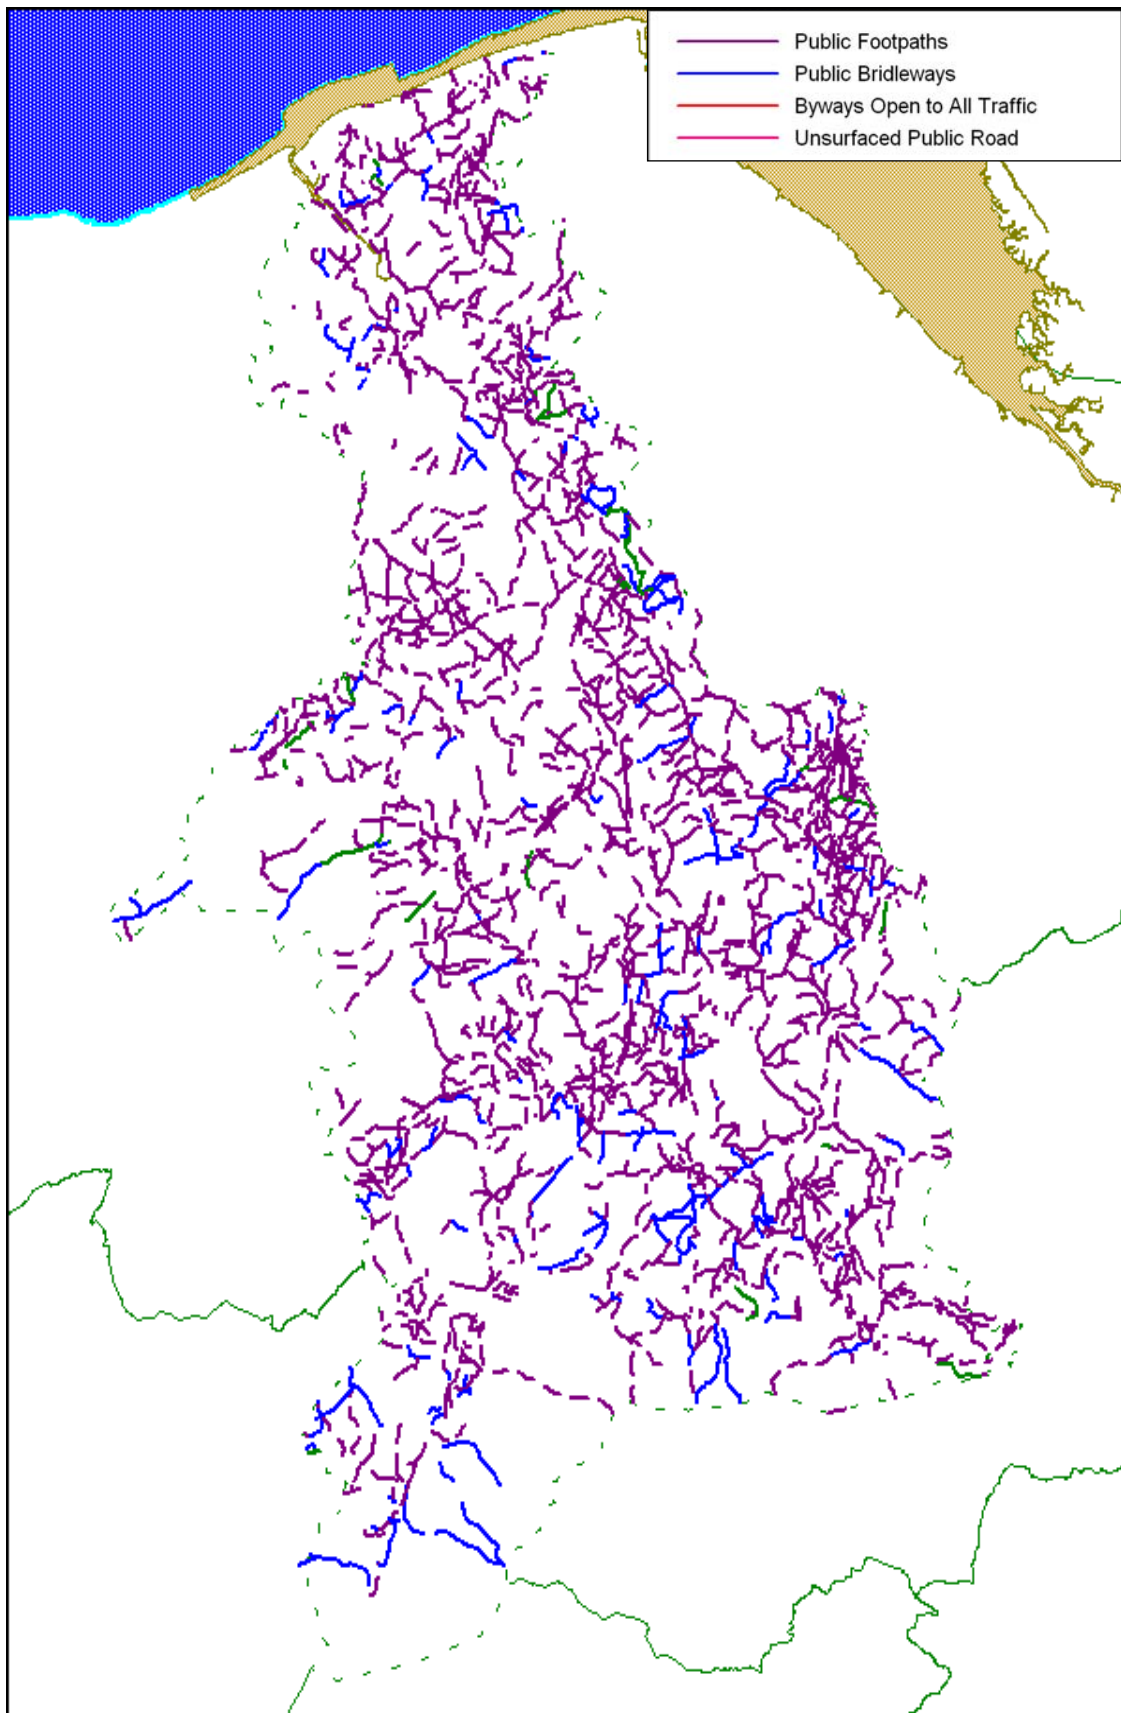 Public Footpaths
Public Bridleways
Byways Open to All Traffic
Unsurfaced Public Road